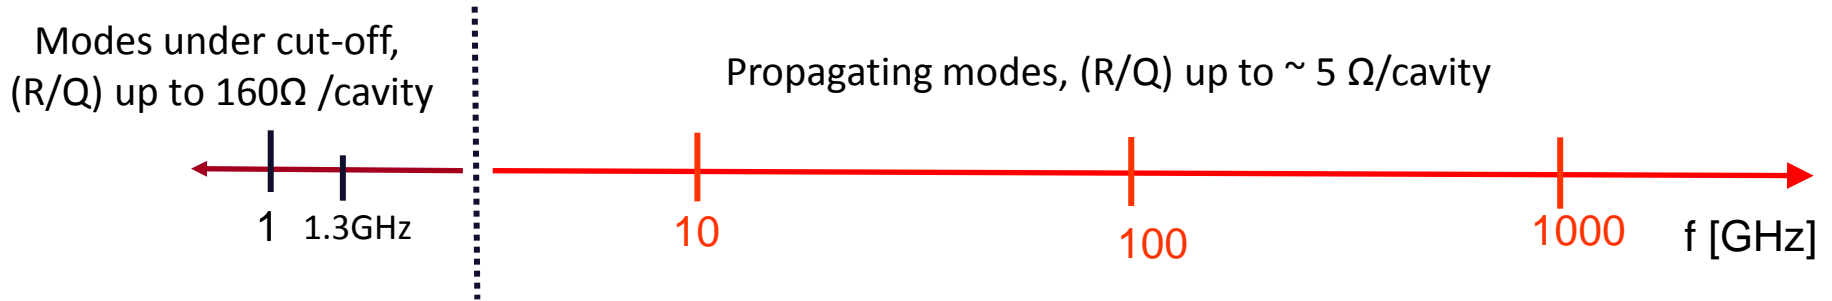 Modes under cut-off,
(R/Q) up to 160Ω /cavity
Propagating modes, (R/Q) up to ~ 5 Ω/cavity
1
1.3GHz
10
100
1000
f [GHz]